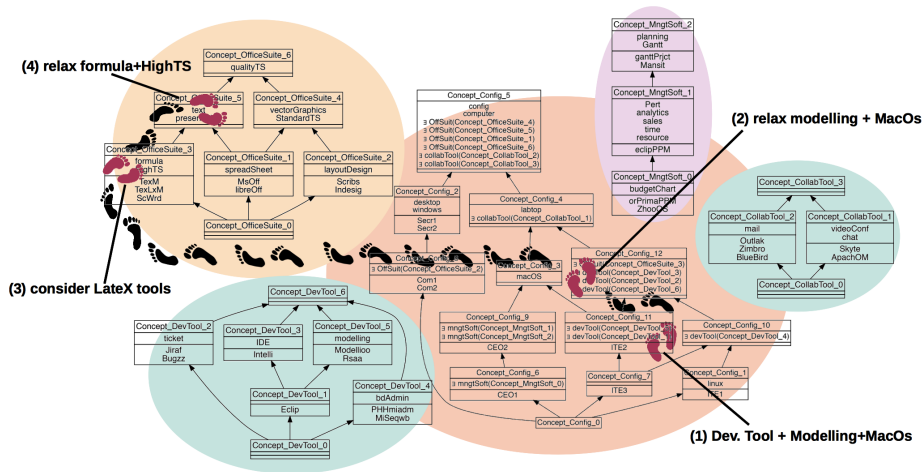 (4) relax formula+HighTS
Concept_OfficeSuite_6
qualityTS
Concept_OfficeSuite_5
text
Concept_OfficeSuite_4
vectorGraphics
StandardTS
Concept_OfficeSuite_3
formula
TexM
TexLxM
ScWrd
Concept_OfficeSuite_1
spreadSheet
MsOff
libreOff
Concept_OfficeSuite_2
layoutDesign
Scribs
Indesig
Concept_OfficeSuite_0
(3) consider LateX tools
Concept_Config_5
config
computer
∃ OffSuit(Concept_OfficeSuite_4)
∃ OffSuit(Concept_OfficeSuite_5)
∃ OffSuit(Concept_OfficeSuite_1)
∃ OffSuit(Concept_OfficeSuite_6)
∃ collabTool(Concept_CollabTool_2)
∃ collabTool(Concept_CollabTool_3)
Concept_Config_2
desktop
windows
Secr1
Secr2
Concept_Config_4
labtop
∃ collabTool(Concept_CollabTool_1)
∃ OffSuit(Concept_OfficeSuite_2)
Com1
Com2
Concept_Config_3
macOS
Concept_Config_12
OffSuit(Concept_OfficeSuite_3)
devTool(Concept_DevTool_3)
devTool(Concept_DevTool_6)
Concept_Config_9
∃ mngtSoft(Concept_MngtSoft_1)
∃ mngtSoft(Concept_MngtSoft_2)
CEO2
Concept_Config_11
∃ devTool(Concept_DevTool
ITE2
Concept_Config_10
∃ devTool(Concept_DevTool_4)
Concept_Config_6
∃ mngtSoft(Concept_MngtSoft_0)
CEO1
Concept_Config_7
ITE3
Concept_Config_1
linux
ITE1
Concept_Config_0
Concept_MngtSoft_2
planning
Gantt
ganttPrjct
Mansit
Concept_MngtSoft_1
Pert
analytics
sales
time
resource
eclipPPM
Concept_MngtSoft_0
budgetChart
orPrimaPPM
ZhooOS
(2) relax modelling + MacOs
Concept_CollabTool_3
Concept_CollabTool_2
mail
Outlak
Zimbro
BlueBird
Concept_CollabTool_1
videoConf
chat
Skyte
ApachOM
Concept_CollabTool_0
Concept_DevTool_6
Concept_DevTool_2
ticket
Jiraf
Bugzz
Concept_DevTool_3
IDE
Intelli
Concept_DevTool_5
modelling
Modellioo
Rsaa
Concept_DevTool_1
Eclip
Concept_DevTool_4
bdAdmin
PHHmiadm
MiSeqwb
Concept_DevTool_0
(1) Dev. Tool + Modelling+MacOs